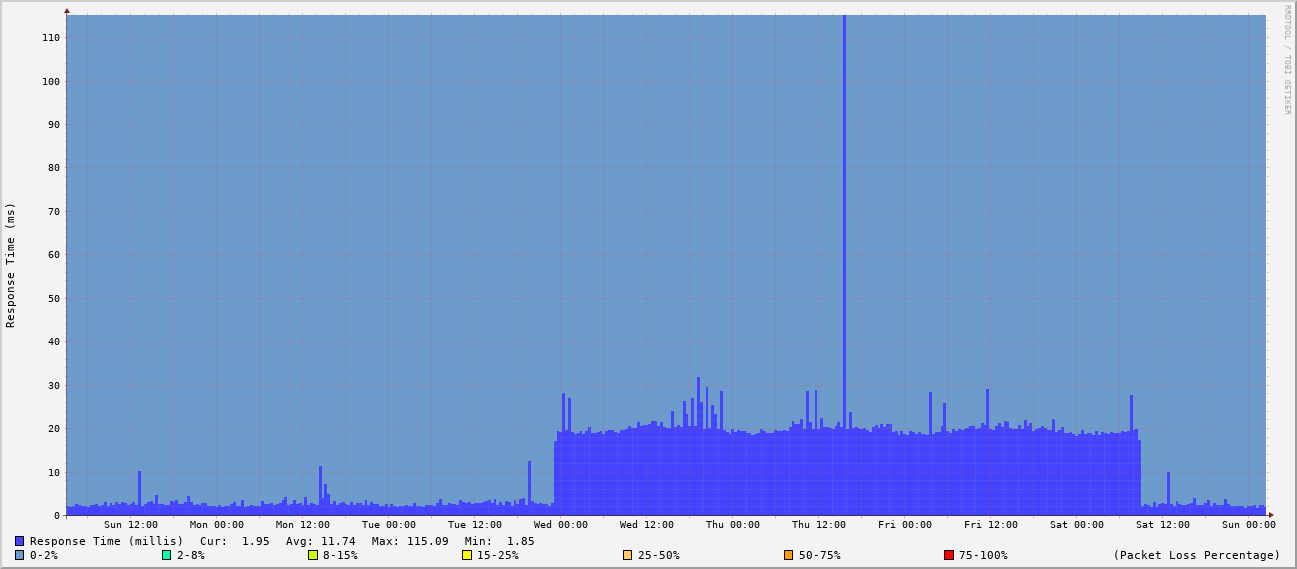 RRDTOOL / TOBI OETIKER
Response Time (ms)
110
100
90
80
70
60
50
40
30
20
10
0
Sun 12:00 Mon 00:00 Mon 12:00 Tue 00:00 Tue 12:00 Wed 00:00 Wed 12:00 Thu 00:00 Thu 12:00 Fri 00:00 Fri 12:00 Sat 00:00 Sat 12:00 Sun 00:00
Response Time (millis) Cur: 1.95 Avg: 11.74 Max: 115.09 Min: 1.85
0-2% 2-8% 8-15% 15-25% 25-50% 50-75% 75-100% (Packet Loss Percentage)